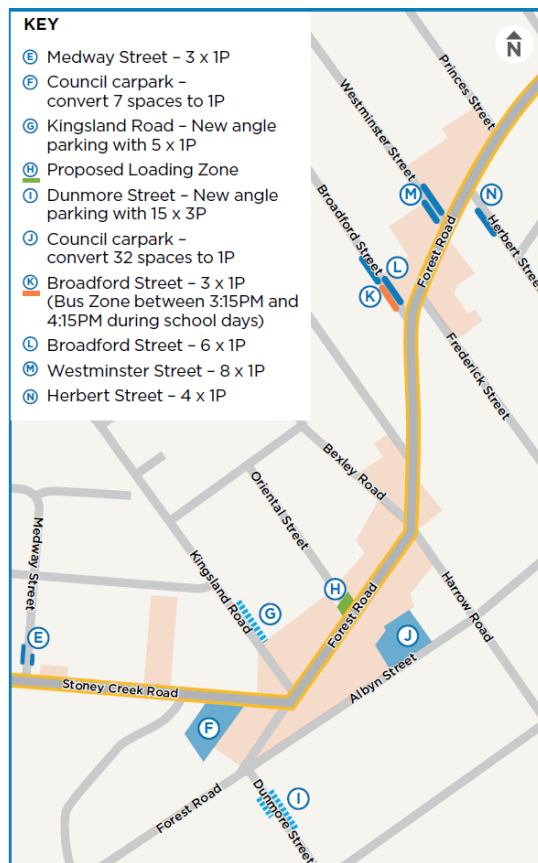 KEY
E Medway Street – 3 x 1P
F Council carpark –
convert 7 spaces to 1P
G Kingsland Road – New angle
parking with 5 x 1P
H Proposed Loading Zone
I Dunmore Street – New angle
parking with 15 x 3P
J Council carpark –
convert 32 spaces to 1P
K Broadford Street – 3 x 1P
(Bus Zone between 3:15PM and
4:15PM during school days)
L Broadford Street – 6 x 1P
M Westminster Street – 8 x 1P
N Herbert Street – 4 x 1P
N
Princes Street
Westminster Street
Broadford Street
M
N
Herbert Street
Forest Road
L
K
Frederick Street
Bexley Road
Oriental Street
Medway Street
Kingsland Road
H
G
Forest Road
Harrow Road
E
J
Albyn Street
Stoney Creek Road
F
I
Forest Road
Dunmore Street